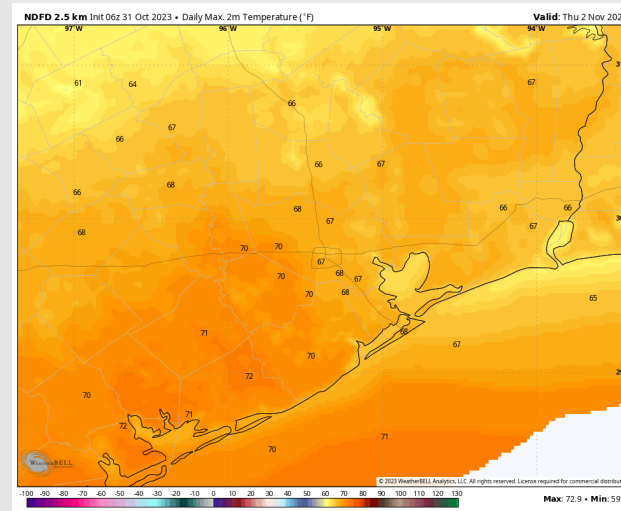 NDFD 2.5 km Init 06z 31 Oct 2023 • Daily Max. 2m Temperature (°F)
Valid: Thu 2 Nov 202
97°W 96°W 95°W 94°W
31
61 64 67
66
67
66
66 67
68
66
68 66 66
67 67
30
68
70 70
67
70 68 67
70 68
65
71 68
67
70
72
29
70
71
72
70 71
WeatherBELL
© 2023 WeatherBELL Analytics, LLC. All rights reserved. License required for commercial distribut
-100 -90 -80 -70 -60 -50 -40 -30 -20 -10 0 10 20 30 40 50 60 70 80 90 100 110 120 130
Max: 72.9 • Min: 59